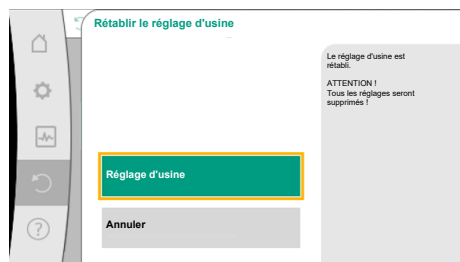 Rétablir le réglage d'usine
Le réglage d'usine est
rétabli.
ATTENTION !
Tous les réglages seront
supprimés !
Réglage d'usine
Annuler
?